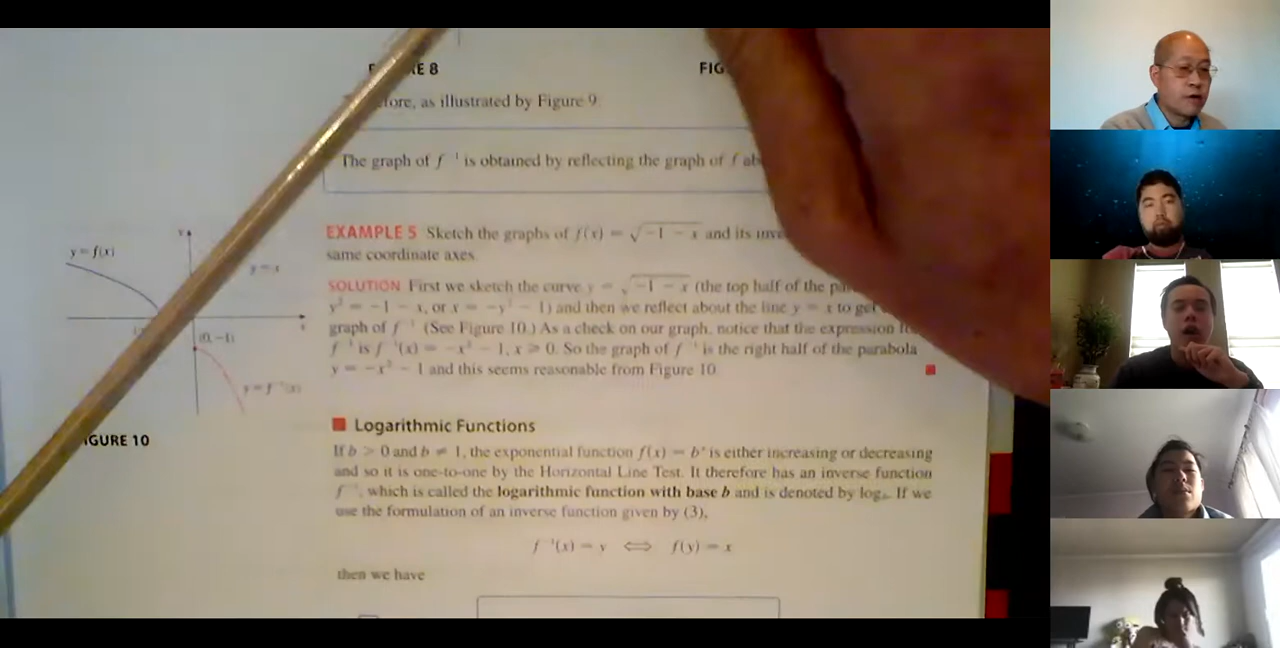 E 8
FIG
fore, as illustrated by Figure 9.
The graph of f⁻¹ is obtained by reflecting the graph of f ab
EXAMPLE 5 Sketch the graphs of f(x) = √−1 − x and its inve
same coordinate axes.
SOLUTION First we sketch the curve y = √−1 − x (the top half of the pa
y² = −1 − x, or x = −y² − 1) and then we reflect about the line y = x to get
graph of f⁻¹. (See Figure 10.) As a check on our graph, notice that the expression
f⁻¹ is f⁻¹(x) = −x² − 1, x ≥ 0. So the graph of f⁻¹ is the right half of the parabola
y = −x² − 1 and this seems reasonable from Figure 10.
y = f(x)
y
y = x
x
(0, −1)
y = f⁻¹(x)
IGURE 10
Logarithmic Functions
If b > 0 and b ≠ 1, the exponential function f(x) = bˣ is either increasing or decreasing
and so it is one-to-one by the Horizontal Line Test. It therefore has an inverse function
f⁻¹, which is called the logarithmic function with base b and is denoted by log_b. If we
use the formulation of an inverse function given by (3),
f⁻¹(x) = y ⟺ f(y) = x
then we have